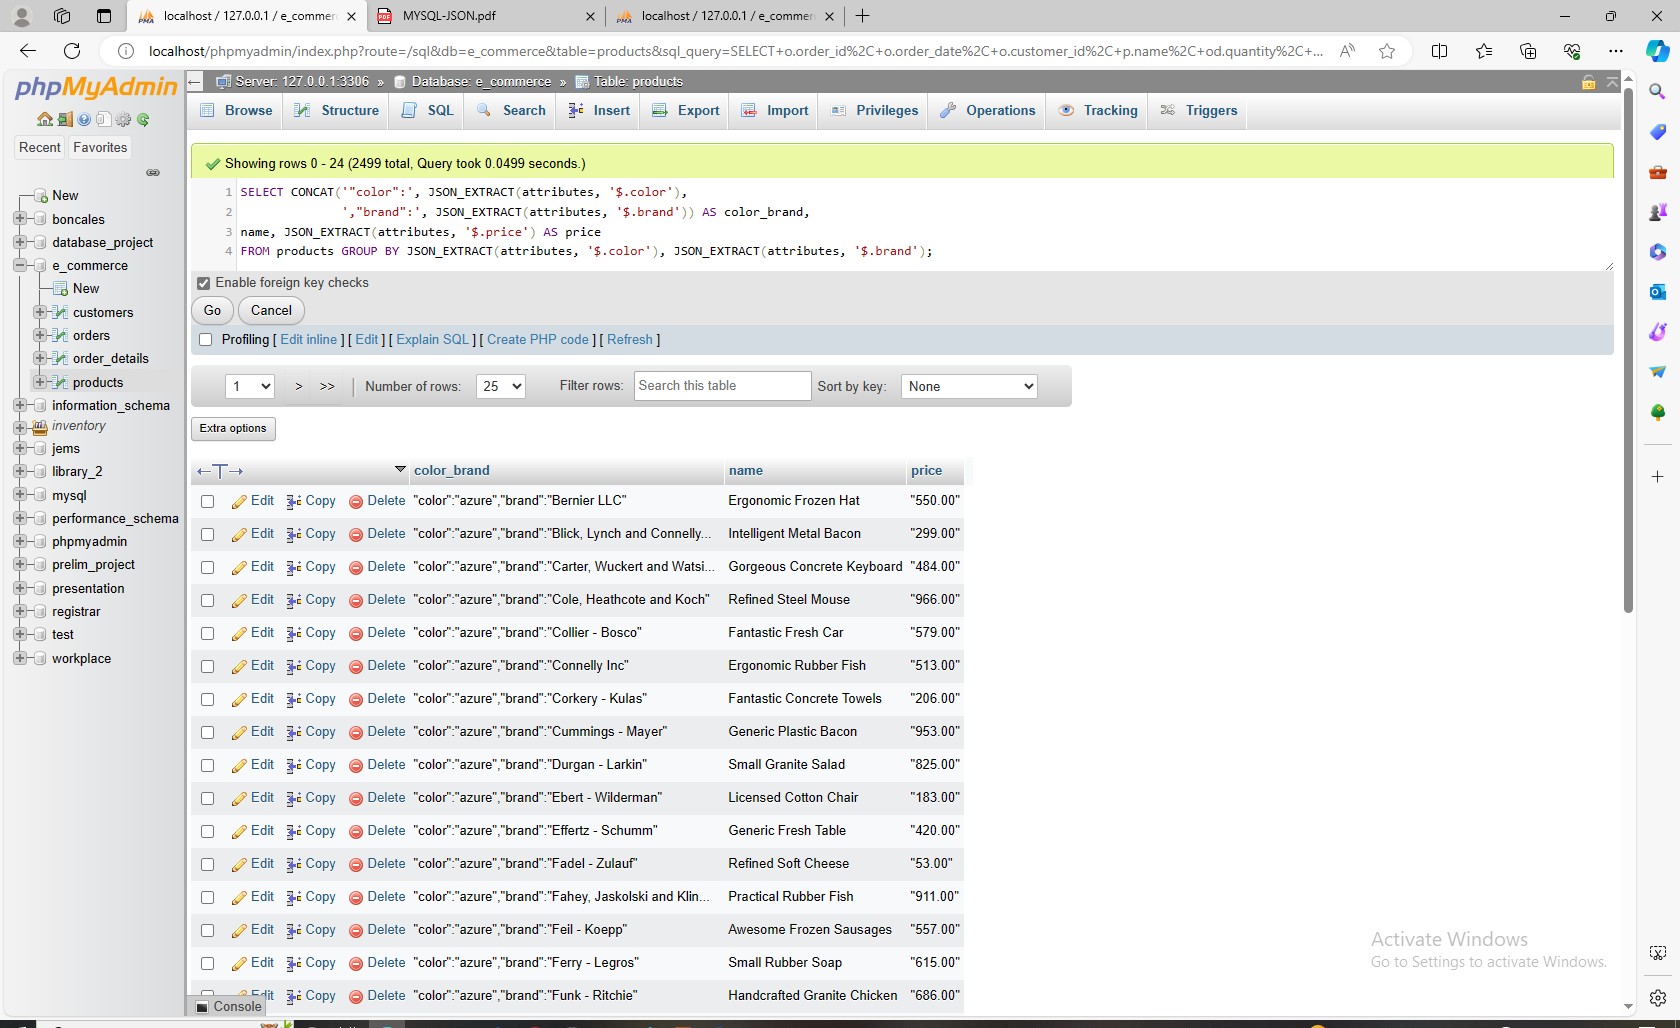 localhost / 127.0.0.1 / e_commer
MYSQL-JSON.pdf
localhost / 127.0.0.1 / e_commer
localhost/phpmyadmin/index.php?route=/sql&db=e_commerce&table=products&sql_query=SELECT+o.order_id%2C+o.order_date%2C+o.customer_id%2C+p.name%2C+od.quantity%2C+...
phpMyAdmin
Recent Favorites
New
boncales
database_project
e_commerce
New
customers
orders
order_details
products
information_schema
inventory
jems
library_2
mysql
performance_schema
phpmyadmin
prelim_project
presentation
registrar
test
workplace
Server: 127.0.0.1:3306 » Database: e_commerce » Table: products
Browse Structure SQL Search Insert Export Import Privileges Operations Tracking Triggers
Showing rows 0 - 24 (2499 total, Query took 0.0499 seconds.)
1 SELECT CONCAT('"color":', JSON_EXTRACT(attributes, '$.color'),
2 ',"brand":', JSON_EXTRACT(attributes, '$.brand')) AS color_brand,
3 name, JSON_EXTRACT(attributes, '$.price') AS price
4 FROM products GROUP BY JSON_EXTRACT(attributes, '$.color'), JSON_EXTRACT(attributes, '$.brand');
Enable foreign key checks
Go Cancel
Profiling [ Edit inline ] [ Edit ] [ Explain SQL ] [ Create PHP code ] [ Refresh ]
1 > >> | Number of rows: 25 Filter rows: Search this table Sort by key: None
Extra options
←T→ color_brand name price
Edit Copy Delete "color":"azure","brand":"Bernier LLC" Ergonomic Frozen Hat "550.00"
Edit Copy Delete "color":"azure","brand":"Blick, Lynch and Connelly... Intelligent Metal Bacon "299.00"
Edit Copy Delete "color":"azure","brand":"Carter, Wuckert and Watsi... Gorgeous Concrete Keyboard "484.00"
Edit Copy Delete "color":"azure","brand":"Cole, Heathcote and Koch" Refined Steel Mouse "966.00"
Edit Copy Delete "color":"azure","brand":"Collier - Bosco" Fantastic Fresh Car "579.00"
Edit Copy Delete "color":"azure","brand":"Connelly Inc" Ergonomic Rubber Fish "513.00"
Edit Copy Delete "color":"azure","brand":"Corkery - Kulas" Fantastic Concrete Towels "206.00"
Edit Copy Delete "color":"azure","brand":"Cummings - Mayer" Generic Plastic Bacon "953.00"
Edit Copy Delete "color":"azure","brand":"Durgan - Larkin" Small Granite Salad "825.00"
Edit Copy Delete "color":"azure","brand":"Ebert - Wilderman" Licensed Cotton Chair "183.00"
Edit Copy Delete "color":"azure","brand":"Effertz - Schumm" Generic Fresh Table "420.00"
Edit Copy Delete "color":"azure","brand":"Fadel - Zulauf" Refined Soft Cheese "53.00"
Edit Copy Delete "color":"azure","brand":"Fahey, Jaskolski and Klin... Practical Rubber Fish "911.00"
Edit Copy Delete "color":"azure","brand":"Feil - Koepp" Awesome Frozen Sausages "557.00"
Edit Copy Delete "color":"azure","brand":"Ferry - Legros" Small Rubber Soap "615.00"
Edit Copy Delete "color":"azure","brand":"Funk - Ritchie" Handcrafted Granite Chicken "686.00"
Console
Activate Windows
Go to Settings to activate Windows.